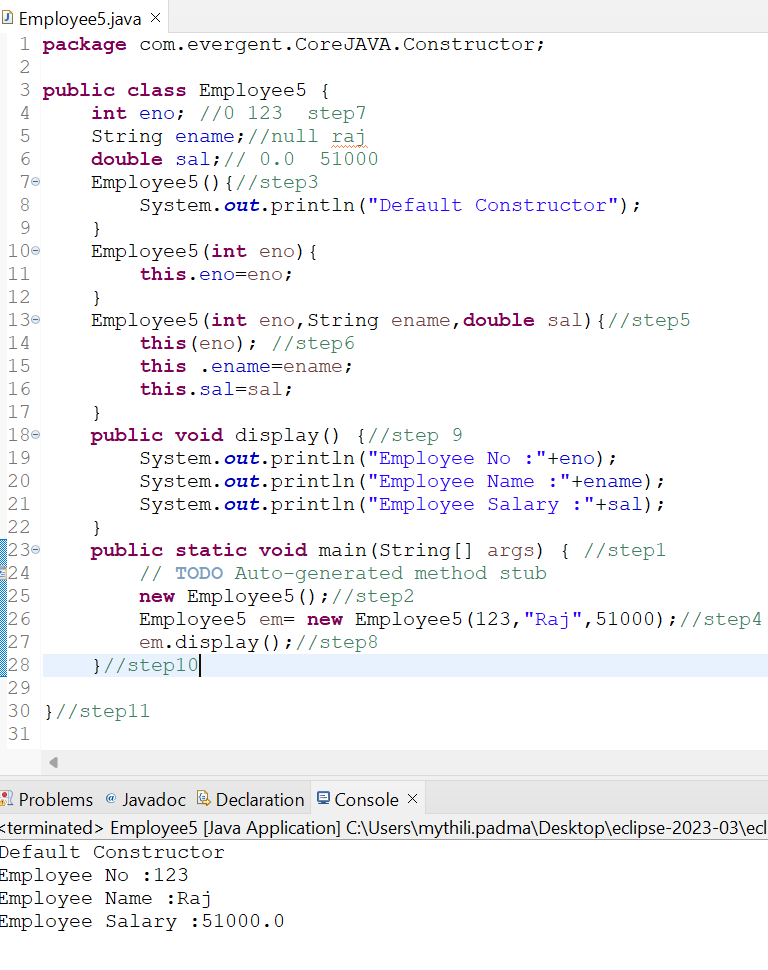 Employee5.java
1 package com.evergent.CoreJAVA.Constructor;
2
3 public class Employee5 {
4     int eno; //0 123  step7
5     String ename;//null raj
6     double sal;// 0.0  51000
7     Employee5(){//step3
8         System.out.println("Default Constructor");
9     }
10     Employee5(int eno){
11         this.eno=eno;
12     }
13     Employee5(int eno,String ename,double sal){//step5
14         this(eno); //step6
15         this .ename=ename;
16         this.sal=sal;
17     }
18     public void display() {//step 9
19         System.out.println("Employee No :"+eno);
20         System.out.println("Employee Name :"+ename);
21         System.out.println("Employee Salary :"+sal);
22     }
23     public static void main(String[] args) { //step1
24         // TODO Auto-generated method stub
25         new Employee5();//step2
26         Employee5 em= new Employee5(123,"Raj",51000);//step4
27         em.display();//step8
28     }//step10
29
30 }//step11
31
Problems @ Javadoc Declaration Console
<terminated> Employee5 [Java Application] C:\Users\mythili.padma\Desktop\eclipse-2023-03\ecl
Default Constructor
Employee No :123
Employee Name :Raj
Employee Salary :51000.0